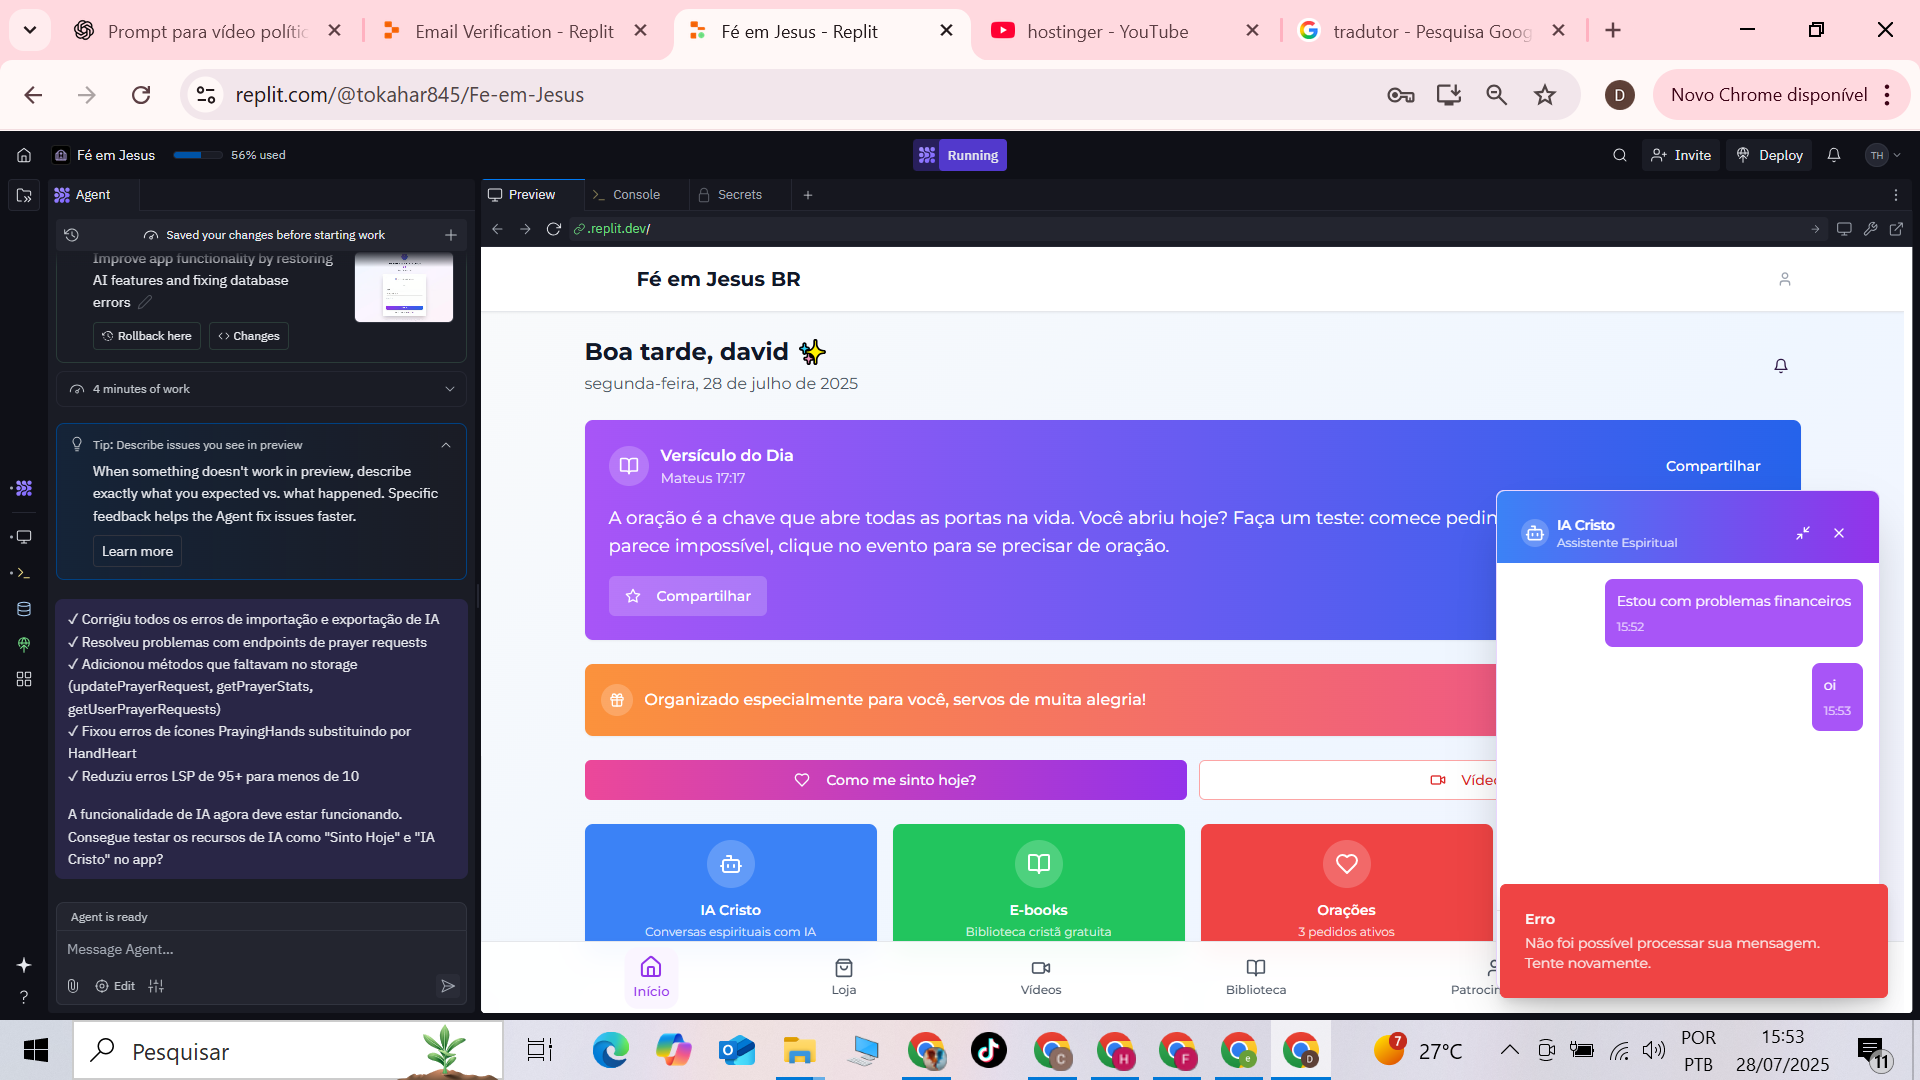 Prompt para vídeo polític
Email Verification - Replit
Fé em Jesus - Replit
hostinger - YouTube
tradutor - Pesquisa Goog
replit.com/@tokahar845/Fe-em-Jesus
D
Novo Chrome disponível
Fé em Jesus
56% used
Running
Invite
Deploy
TH
Agent
Preview
Console
Secrets
Saved your changes before starting work
.replit.dev/
Improve app functionality by restoring
AI features and fixing database
errors
Rollback here
Changes
4 minutes of work
Tip: Describe issues you see in preview
When something doesn't work in preview, describe
exactly what you expected vs. what happened. Specific
feedback helps the Agent fix issues faster.
Learn more
✓ Corrigiu todos os erros de importação e exportação de IA
✓ Resolveu problemas com endpoints de prayer requests
✓ Adicionou métodos que faltavam no storage
(updatePrayerRequest, getPrayerStats,
getUserPrayerRequests)
✓ Fixou erros de ícones PrayingHands substituindo por
HandHeart
✓ Reduziu erros LSP de 95+ para menos de 10
A funcionalidade de IA agora deve estar funcionando.
Consegue testar os recursos de IA como "Sinto Hoje" e "IA
Cristo" no app?
Agent is ready
Message Agent...
Edit
Fé em Jesus BR
Boa tarde, david ✨
segunda-feira, 28 de julho de 2025
Versículo do Dia
Mateus 17:17
Compartilhar
A oração é a chave que abre todas as portas na vida. Você abriu hoje? Faça um teste: comece pedin
parece impossível, clique no evento para se precisar de oração.
Compartilhar
Organizado especialmente para você, servos de muita alegria!
Como me sinto hoje?
Víde
IA Cristo
Conversas espirituais com IA
E-books
Biblioteca cristã gratuita
Orações
3 pedidos ativos
Início
Loja
Vídeos
Biblioteca
Patrocin
IA Cristo
Assistente Espiritual
Estou com problemas financeiros
15:52
oi
15:53
Erro
Não foi possível processar sua mensagem.
Tente novamente.
Pesquisar
C
H
F
e
D
7
27°C
POR
PTB
15:53
28/07/2025
11